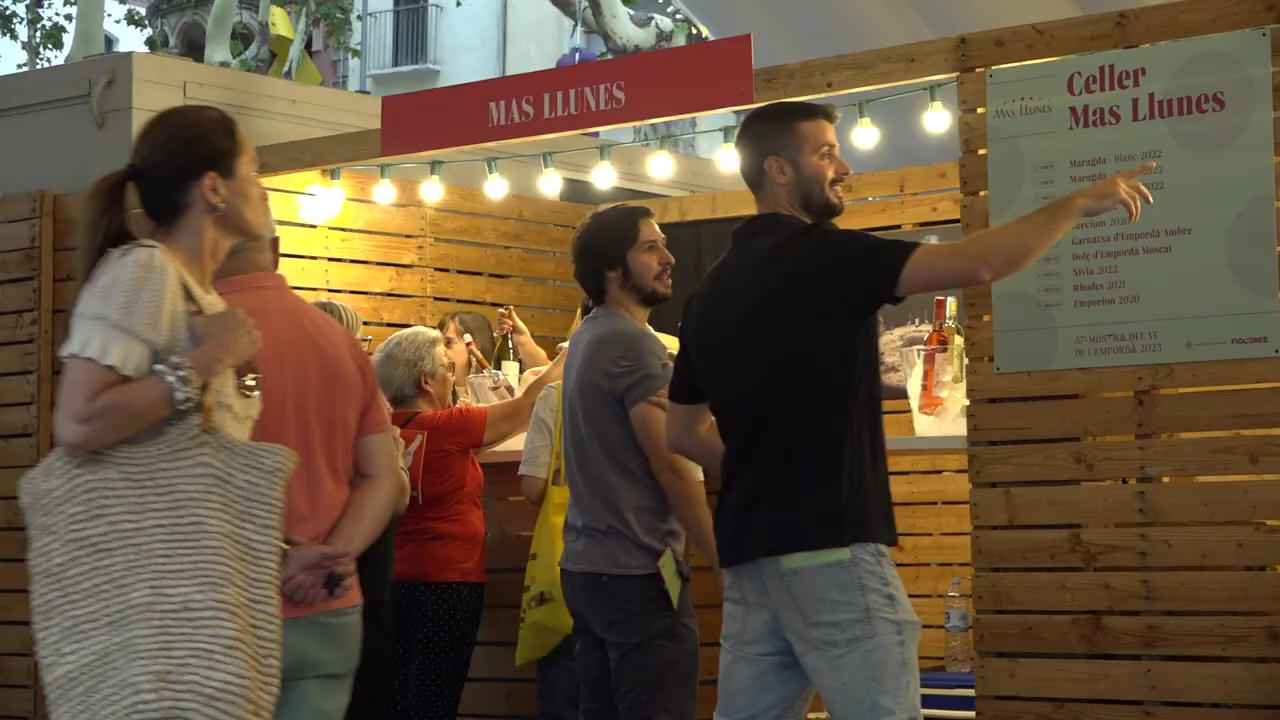 MAS LLUNES
MAS LLUNES
Celler
Mas Llunes
Maragda - Blanc 2022
Maragda
2022
Garnatxa d'Empordà Ambre
Dolç d'Empordà Moscat
Nivia 2022
Rhodes 2021
Emporion 2020
37a MOSTRA DEL VI
DE L'EMPORDÀ 2025
FIGUERES